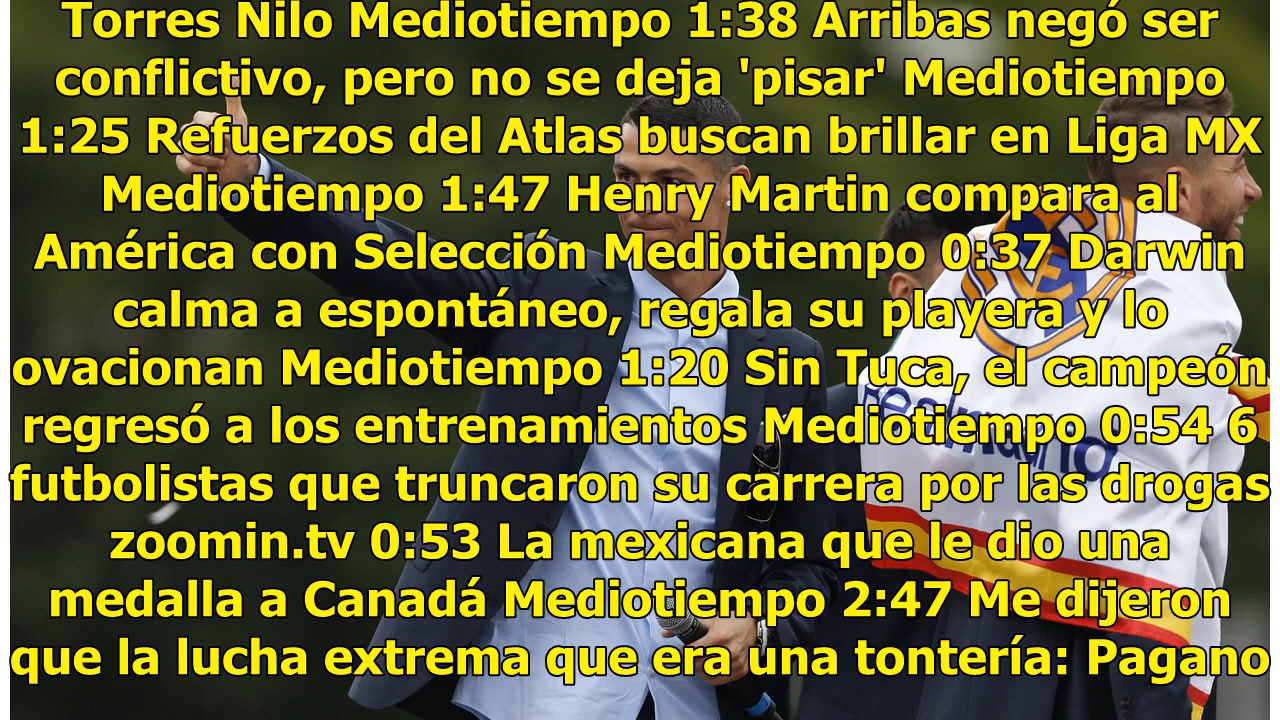 Torres Nilo Mediotiempo 1:38 Arribas negó ser
conflictivo, pero no se deja 'pisar' Mediotiempo
1:25 Refuerzos del Atlas buscan brillar en Liga MX
Mediotiempo 1:47 Henry Martin compara al
América con Selección Mediotiempo 0:37 Darwin
calma a espontáneo, regala su playera y lo
ovacionan Mediotiempo 1:20 Sin Tuca, el campeón
regresó a los entrenamientos Mediotiempo 0:54 6
futbolistas que truncaron su carrera por las drogas
zoomin.tv 0:53 La mexicana que le dio una
medalla a Canadá Mediotiempo 2:47 Me dijeron
que la lucha extrema que era una tontería: Pagano